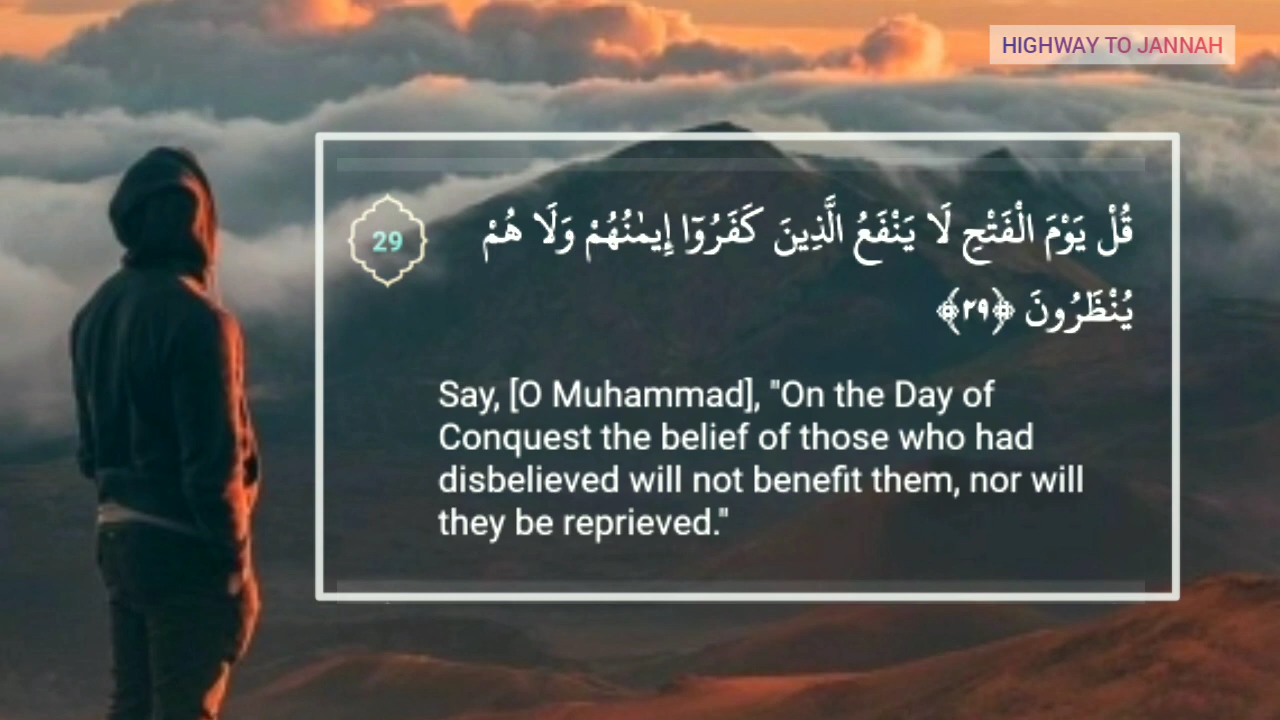 HIGHWAY TO JANNAH
29
قُلْ يَوْمَ الْفَتْحِ لَا يَنْفَعُ الَّذِينَ كَفَرُوٓا إِيمٰنُهُمْ وَلَا هُمْ
يُنْظَرُونَ ﴿٢٩﴾
Say, [O Muhammad], "On the Day of
Conquest the belief of those who had
disbelieved will not benefit them, nor will
they be reprieved."